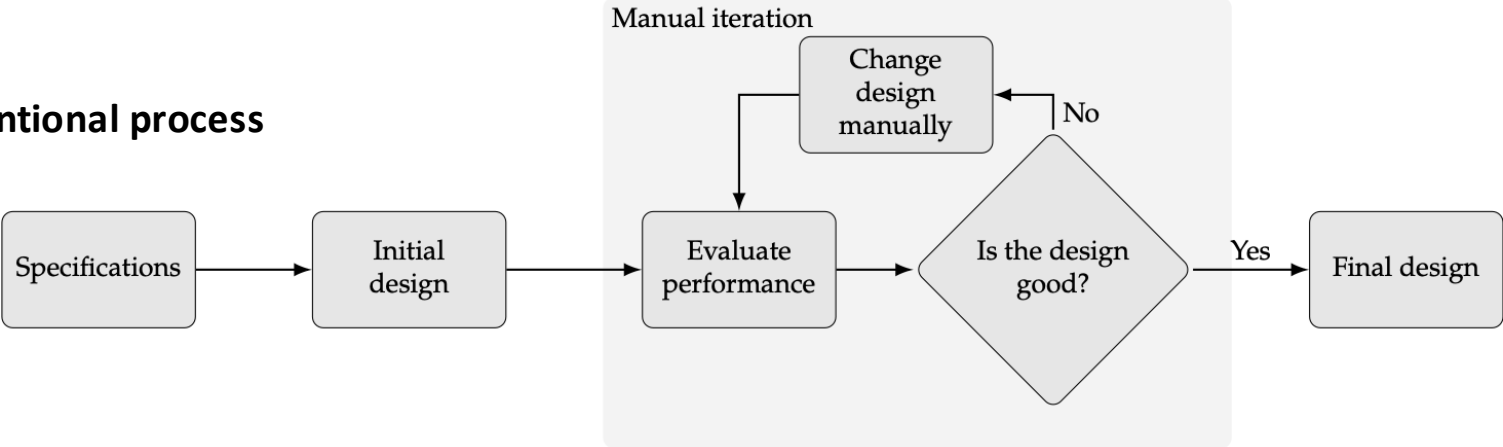 Manual iteration
Change
design
manually
No
ntional process
Specifications
Initial
design
Evaluate
performance
Is the design
good?
Yes
Final design